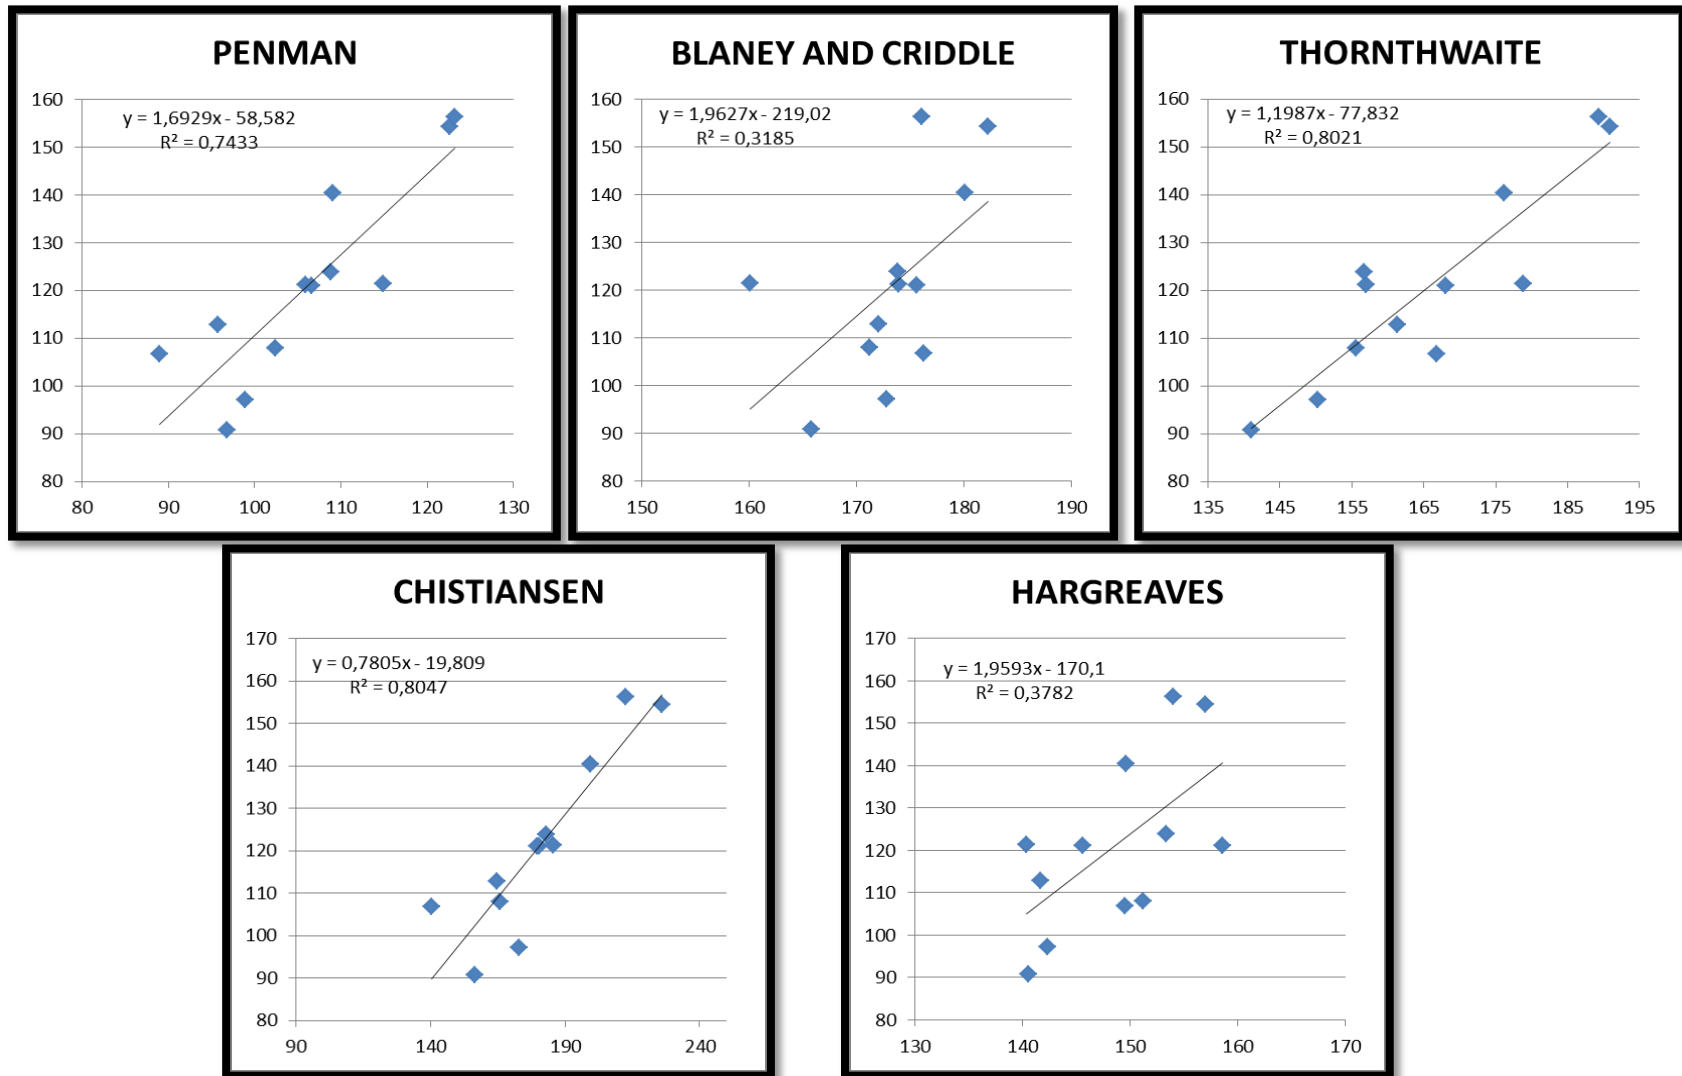 PENMAN
y = 1,6929x - 58,582
R² = 0,7433
160
150
140
130
120
110
100
90
80
80 90 100 110 120 130
BLANEY AND CRIDDLE
y = 1,9627x - 219,02
R² = 0,3185
160
150
140
130
120
110
100
90
80
150 160 170 180 190
THORNTHWAITE
y = 1,1987x - 77,832
R² = 0,8021
160
150
140
130
120
110
100
90
80
135 145 155 165 175 185 195
CHISTIANSEN
y = 0,7805x - 19,809
R² = 0,8047
170
160
150
140
130
120
110
100
90
80
90 140 190 240
HARGREAVES
y = 1,9593x - 170,1
R² = 0,3782
170
160
150
140
130
120
110
100
90
80
130 140 150 160 170